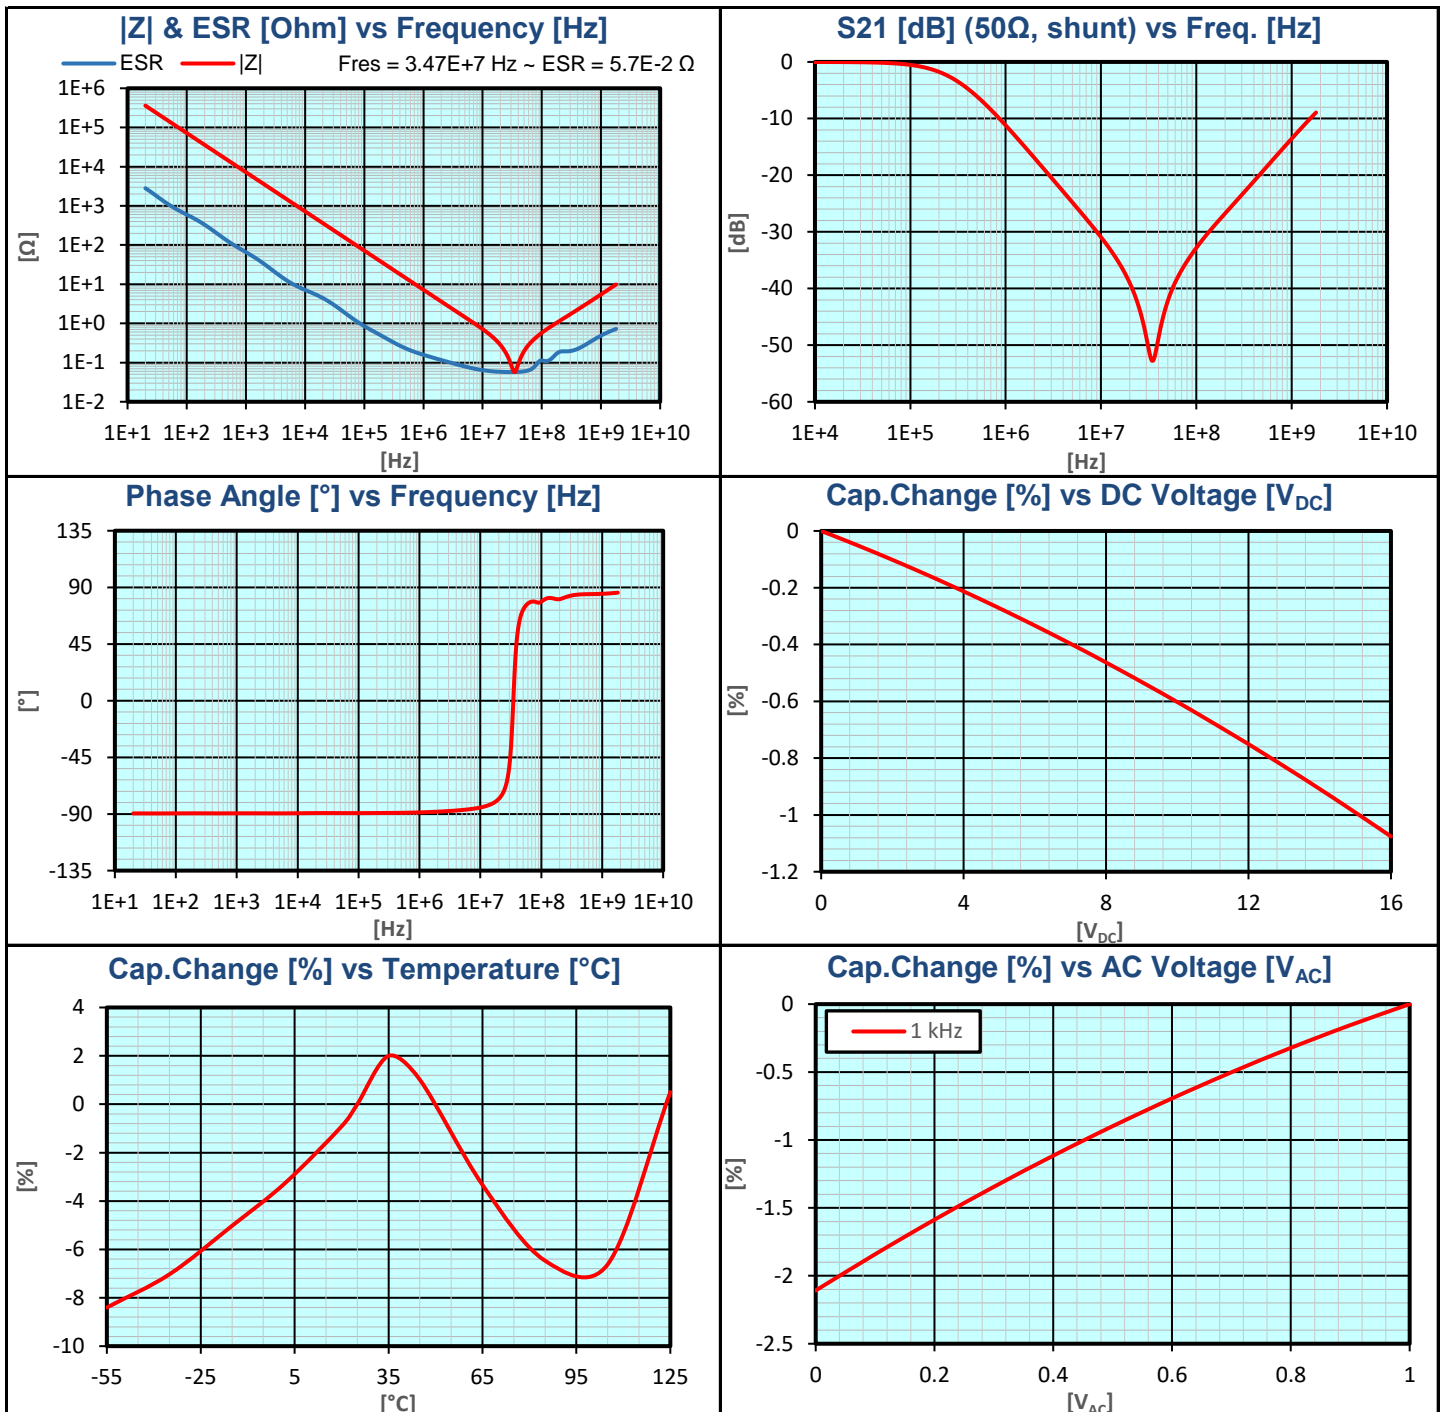 |Z| & ESR [Ohm] vs Frequency [Hz]
ESR |Z| Fres = 3.47E+7 Hz ~ ESR = 5.7E-2 Ω
1E+6
1E+5
1E+4
1E+3
1E+2
1E+1
1E+0
1E-1
1E-2
[Ω]
1E+1 1E+2 1E+3 1E+4 1E+5 1E+6 1E+7 1E+8 1E+9 1E+10
[Hz]
S21 [dB] (50Ω, shunt) vs Freq. [Hz]
0
-10
-20
-30
-40
-50
-60
[dB]
1E+4 1E+5 1E+6 1E+7 1E+8 1E+9 1E+10
[Hz]
Phase Angle [°] vs Frequency [Hz]
135
90
45
0
-45
-90
-135
[°]
1E+1 1E+2 1E+3 1E+4 1E+5 1E+6 1E+7 1E+8 1E+9 1E+10
[Hz]
Cap.Change [%] vs DC Voltage [VDC]
0
-0.2
-0.4
-0.6
-0.8
-1
-1.2
[%]
0 4 8 12 16
[VDC]
Cap.Change [%] vs Temperature [°C]
4
2
0
-2
-4
-6
-8
-10
[%]
-55 -25 5 35 65 95 125
[°C]
Cap.Change [%] vs AC Voltage [VAC]
1 kHz
0
-0.5
-1
-1.5
-2
-2.5
[%]
0 0.2 0.4 0.6 0.8 1
[VAC]